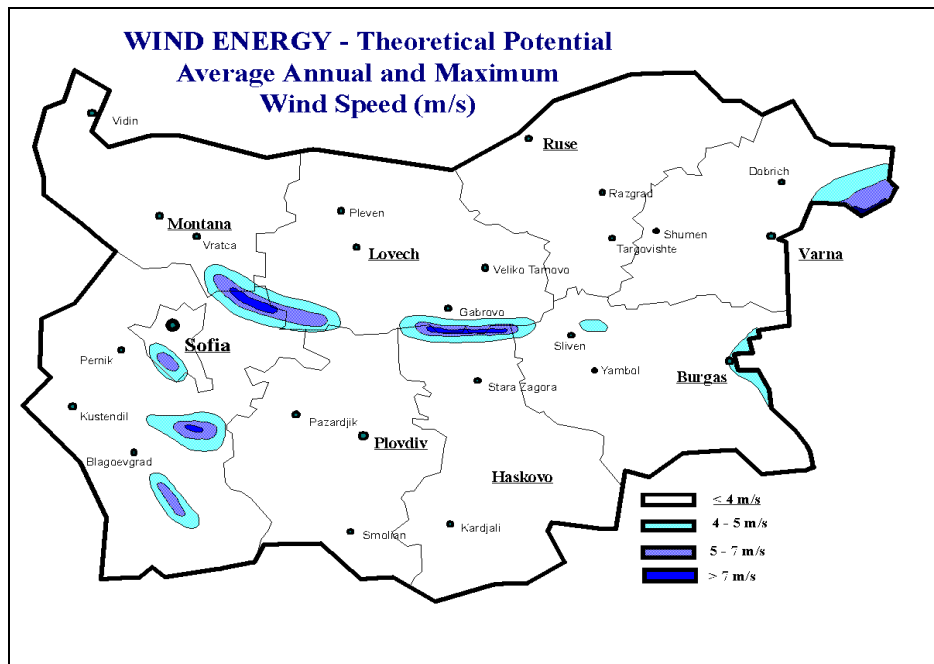 WIND ENERGY - Theoretical Potential
Average Annual and Maximum
Wind Speed (m/s)
Vidin
Ruse
Dobrich
Razgrad
Pleven
Montana
Shumen
Vratca
Targovishte
Lovech
Varna
Veliko Tarnovo
Gabrovo
Sofia
Sliven
Pernik
Yambol
Burgas
Stara Zagora
Kustendil
Pazardjik
Plovdiv
Blagoevgrad
Haskovo
Smolian
Kardjali
< 4 m/s
4 - 5 m/s
5 - 7 m/s
> 7 m/s